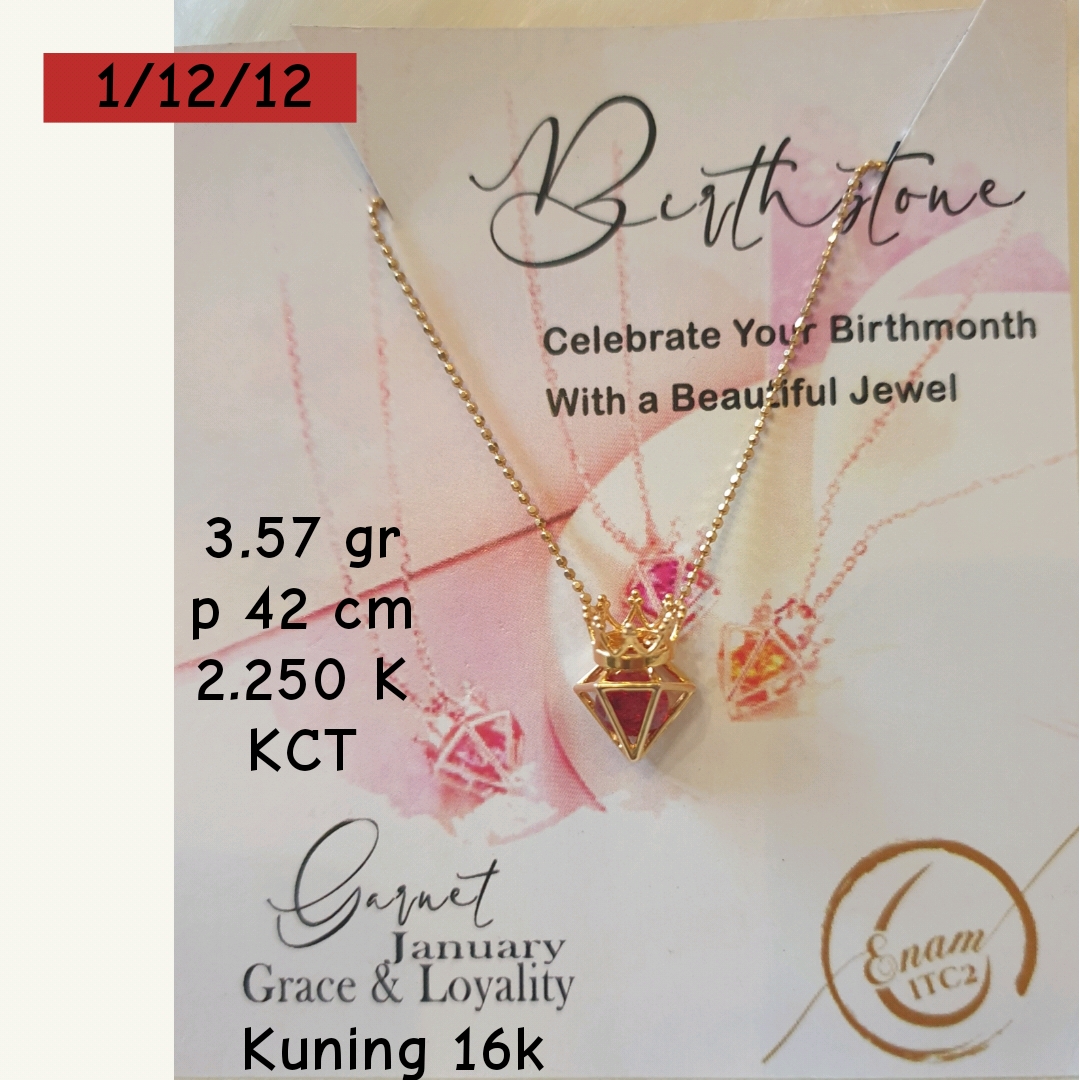 1/12/12
Birthstone
Celebrate Your Birthmonth
With a Beautiful Jewel
3.57 gr
p 42 cm
2.250 K
KCT
Garnet
January
Grace & Loyality
Enam
ITC2
Kuning 16k